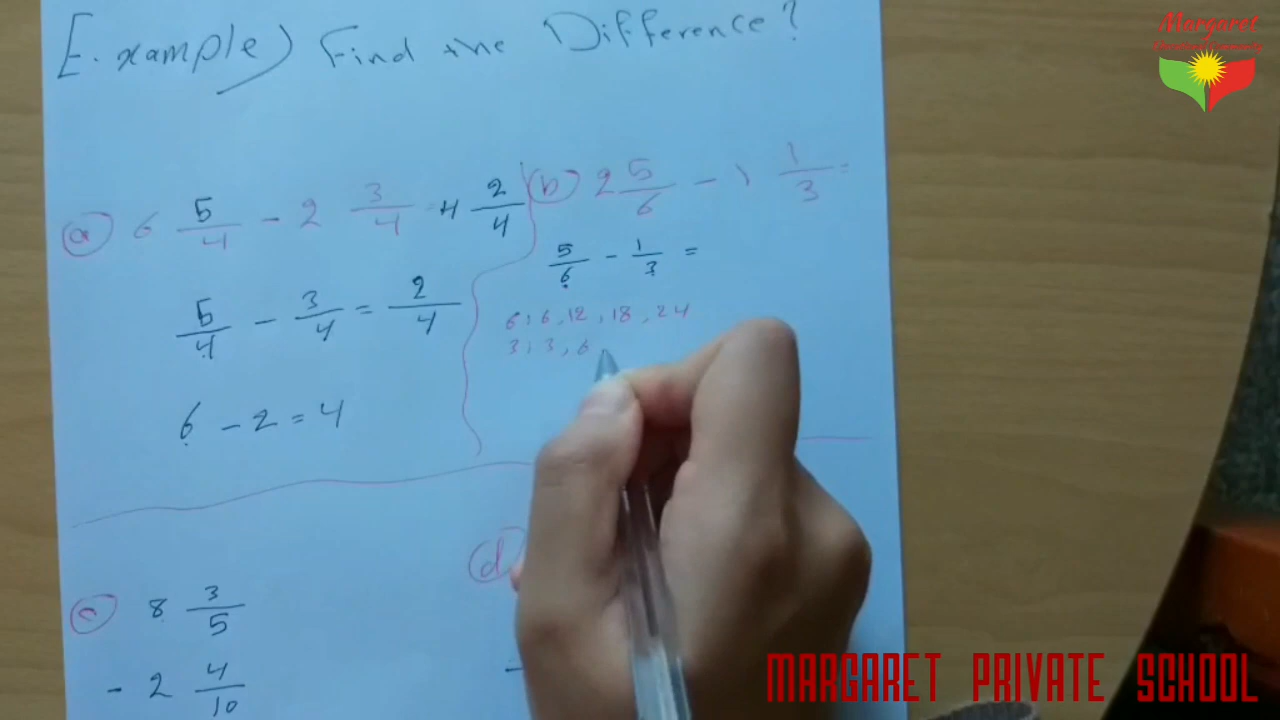 Example) Find the Difference?
a) 6 5/4 - 2 3/4 = 4 2/4
5/4 - 3/4 = 2/4
6 - 2 = 4
b) 2 5/6 - 1 1/3 =
5/6 - 1/3 =
6: 6, 12, 18, 24
3: 3, 6
c) 8 3/5
- 2 4/10
d)
-
Margaret
MARGARET PRIVATE SCHOOL